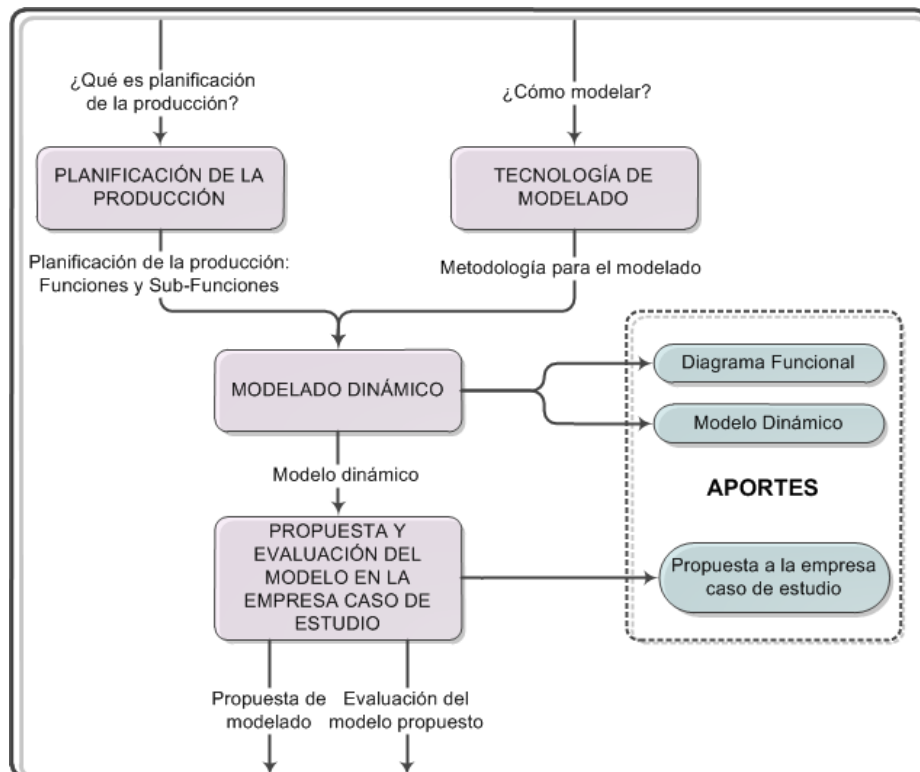 ¿Qué es planificación
de la producción?
¿Cómo modelar?
PLANIFICACIÓN DE LA
PRODUCCIÓN
TECNOLOGÍA DE
MODELADO
Planificación de la producción:
Funciones y Sub-Funciones
Metodología para el modelado
MODELADO DINÁMICO
Diagrama Funcional
Modelo Dinámico
APORTES
Modelo dinámico
PROPUESTA Y
EVALUACIÓN DEL
MODELO EN LA
EMPRESA CASO DE
ESTUDIO
Propuesta a la empresa
caso de estudio
Propuesta de
modelado
Evaluación del
modelo propuesto